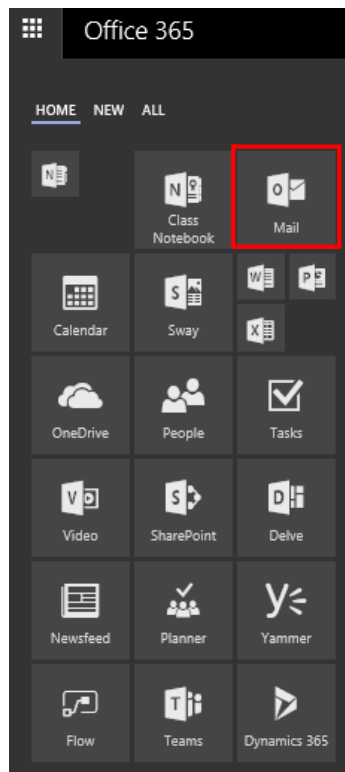 Office 365
HOME NEW ALL
N
N
Class
Notebook
O
Mail
Calendar
S
Sway
W
P
X
OneDrive
People
Tasks
V
Video
S
SharePoint
D
Delve
Newsfeed
Planner
Yammer
Flow
T
Teams
Dynamics 365